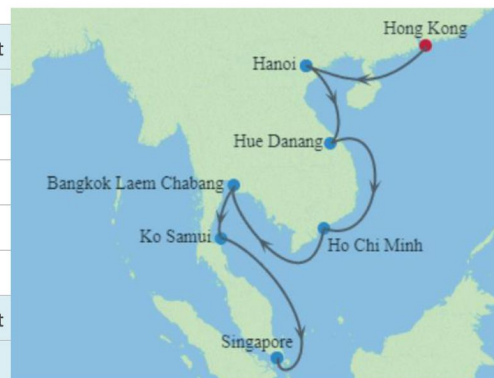 Hong Kong
t
Hanoi
Hue Danang
Bangkok Laem Chabang
Ko Samui
Ho Chi Minh
t
Singapore